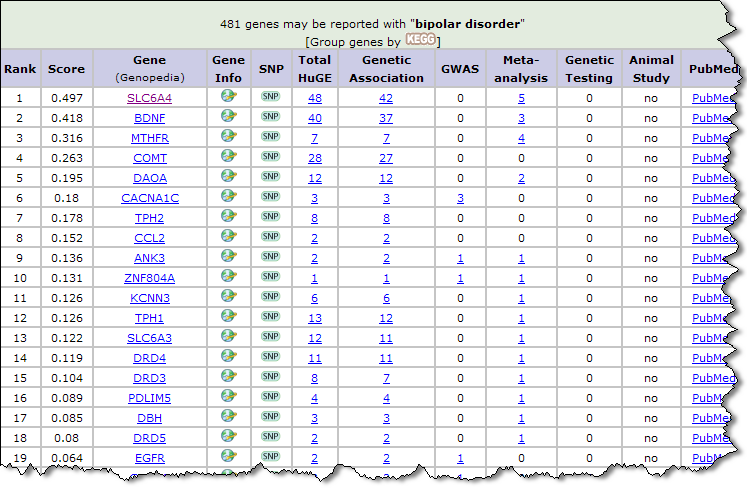 481 genes may be reported with "bipolar disorder"
[Group genes by KEGG]
Rank Score Gene (Genopedia) Gene Info SNP Total HuGE Genetic Association GWAS Meta-analysis Genetic Testing Animal Study PubMed
1 0.497 SLC6A4 SNP 48 42 0 5 0 no PubMed
2 0.418 BDNF SNP 40 37 0 3 0 no PubMed
3 0.316 MTHFR SNP 7 7 0 4 0 no PubMed
4 0.263 COMT SNP 28 27 0 0 0 no PubMed
5 0.195 DAOA SNP 12 12 0 2 0 no PubMed
6 0.18 CACNA1C SNP 3 3 3 0 0 no PubMed
7 0.178 TPH2 SNP 8 8 0 0 0 no PubMed
8 0.152 CCL2 SNP 2 2 0 0 0 no PubMed
9 0.136 ANK3 SNP 2 2 1 1 0 no PubMed
10 0.131 ZNF804A SNP 1 1 1 1 0 no PubMed
11 0.126 KCNN3 SNP 6 6 0 1 0 no PubMed
12 0.126 TPH1 SNP 13 12 0 1 0 no PubMed
13 0.122 SLC6A3 SNP 12 11 0 1 0 no PubMed
14 0.119 DRD4 SNP 11 11 0 1 0 no PubMed
15 0.104 DRD3 SNP 8 7 0 1 0 no PubMed
16 0.089 PDLIM5 SNP 4 4 0 1 0 no PubMed
17 0.085 DBH SNP 3 3 0 1 0 no PubMed
18 0.08 DRD5 SNP 2 2 0 1 0 no PubMed
19 0.064 EGFR SNP 2 2 1 0 0 no PubMed